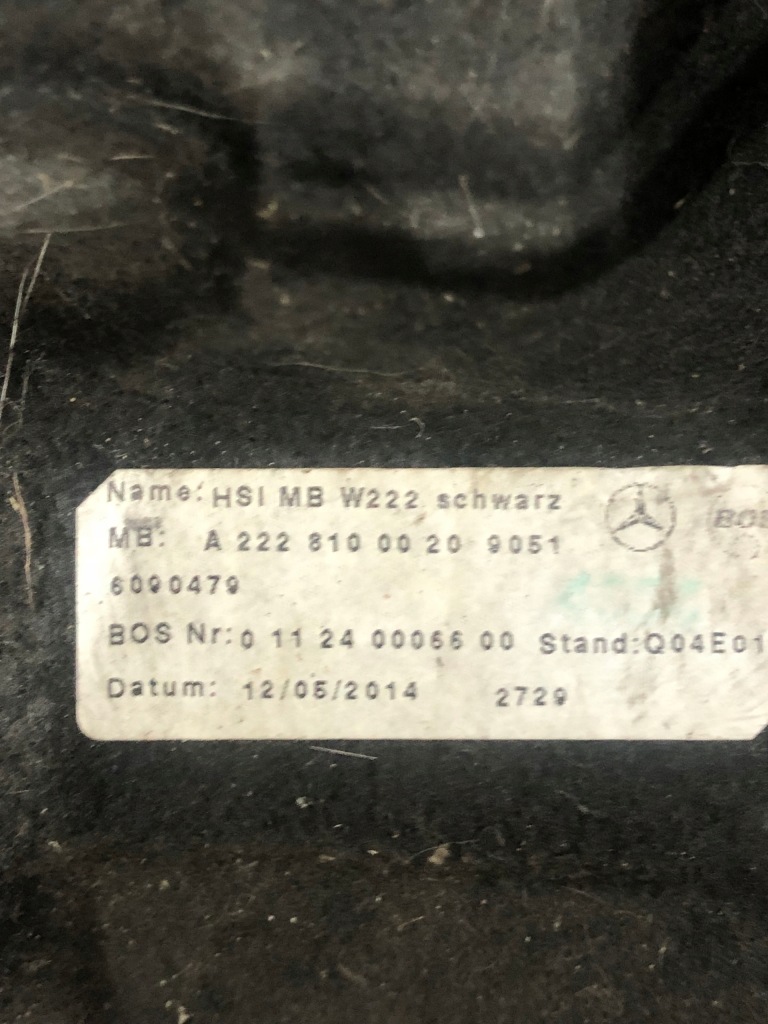 Name: HSI MB W222 schwarz
MB: A 222 810 00 20 9051
6090479
BOS Nr: 0 11 24 00066 00 Stand: Q04E01
Datum: 12/05/2014 2729
BOS